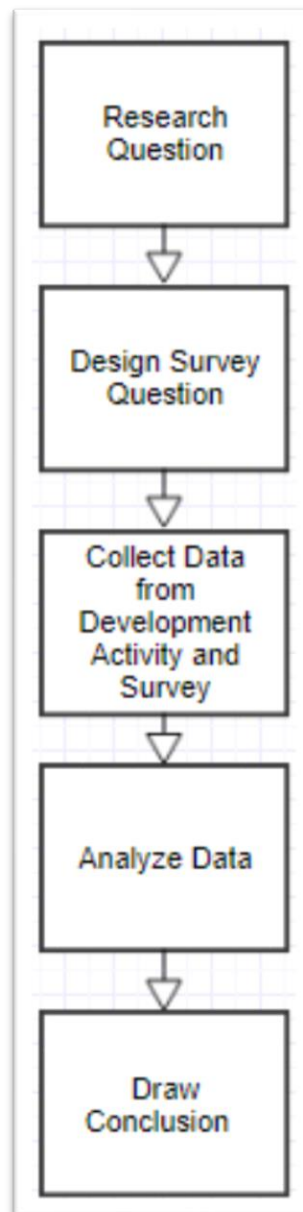 Research
Question
Design Survey
Question
Collect Data
from
Development
Activity and
Survey
Analyze Data
Draw
Conclusion